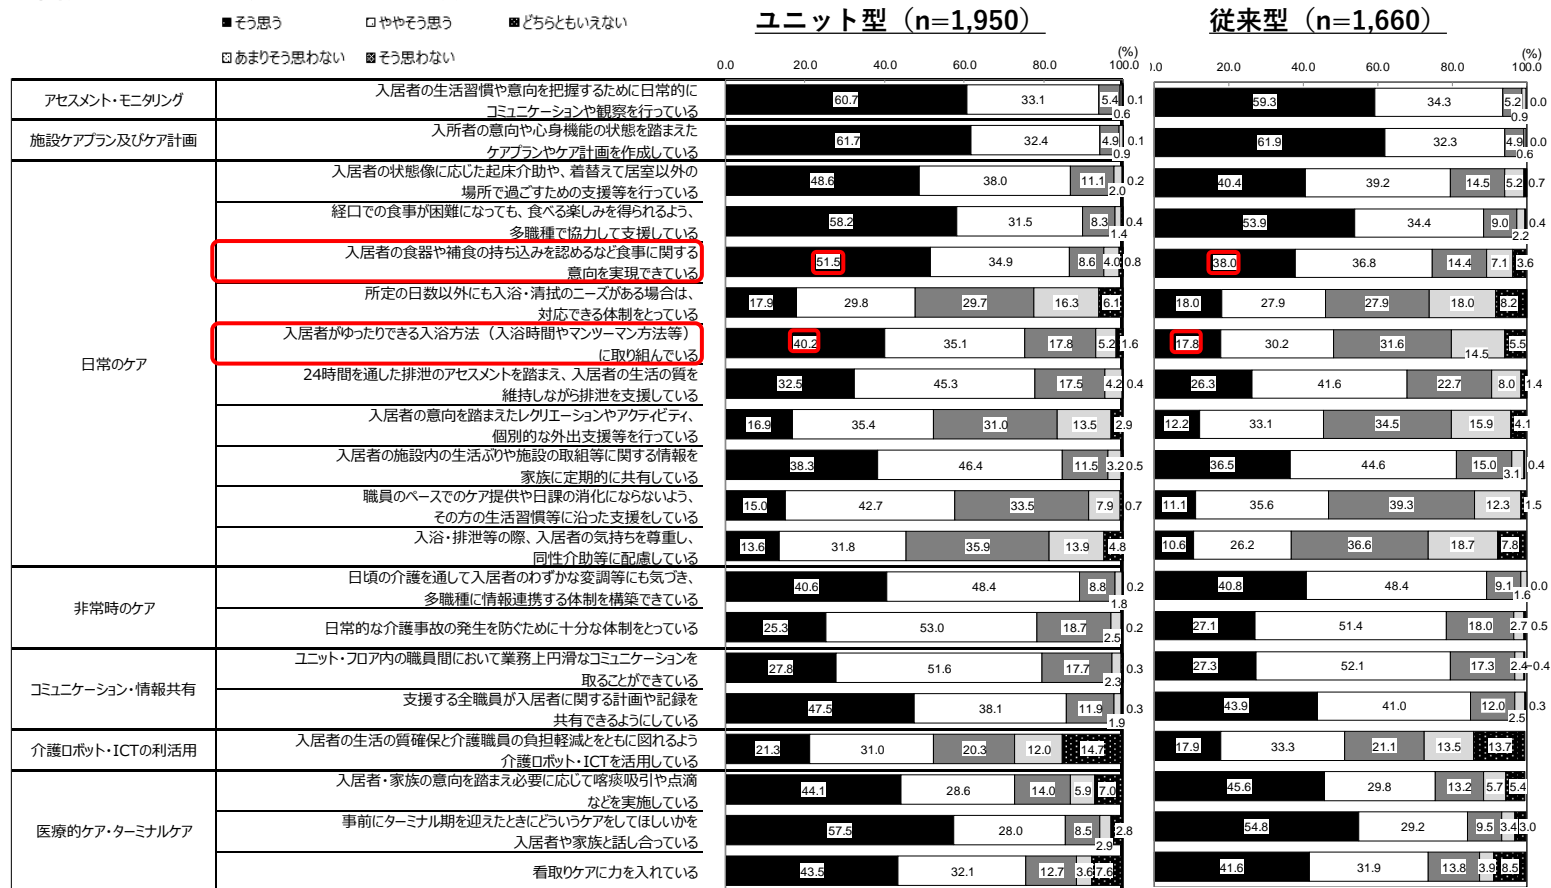 ■そう思う □ややそう思う ■どちらともいえない
□あまりそう思わない ■そう思わない
ユニット型（n=1,950） 従来型（n=1,660）
(%) (%)
0.0 20.0 40.0 60.0 80.0 100.0 0.0 20.0 40.0 60.0 80.0 100.0
アセスメント・モニタリング
入居者の生活習慣や意向を把握するために日常的に
コミュニケーションや観察を行っている
60.7 33.1 5.4 0.6 0.1 59.3 34.3 5.2 0.9 0.0
施設ケアプラン及びケア計画
入所者の意向や心身機能の状態を踏まえた
ケアプランやケア計画を作成している
61.7 32.4 4.9 0.9 0.1 61.9 32.3 4.9 0.6 0.0
日常のケア
入居者の状態像に応じた起床介助や、着替えて居室以外の
場所で過ごすための支援等を行っている
48.6 38.0 11.1 2.0 0.2 40.4 39.2 14.5 5.2 0.7
経口での食事が困難になっても、食べる楽しみを得られるよう、
多職種で協力して支援している
58.2 31.5 8.3 1.4 0.4 53.9 34.4 9.0 2.2 0.4
入居者の食器や補食の持ち込みを認めるなど食事に関する
意向を実現できている
51.5 34.9 8.6 4.0 0.8 38.0 36.8 14.4 7.1 3.6
所定の日数以外にも入浴・清拭のニーズがある場合は、
対応できる体制をとっている
17.9 29.8 29.7 16.3 6.1 18.0 27.9 27.9 18.0 8.2
入居者がゆったりできる入浴方法（入浴時間やマンツーマン方法等）
に取り組んでいる
40.2 35.1 17.8 5.2 1.6 17.8 30.2 31.6 14.5 5.5
24時間を通した排泄のアセスメントを踏まえ、入居者の生活の質を
維持しながら排泄を支援している
32.5 45.3 17.5 4.2 0.4 26.3 41.6 22.7 8.0 1.4
入居者の意向を踏まえたレクリエーションやアクティビティ、
個別的な外出支援等を行っている
16.9 35.4 31.0 13.5 2.9 12.2 33.1 34.5 15.9 4.1
入居者の施設内の生活ぶりや施設の取組等に関する情報を
家族に定期的に共有している
38.3 46.4 11.5 3.2 0.5 36.5 44.6 15.0 3.1 0.4
職員のペースでのケア提供や日課の消化にならないよう、
その方の生活習慣等に沿った支援をしている
15.0 42.7 33.5 7.9 0.7 11.1 35.6 39.3 12.3 1.5
入浴・排泄等の際、入居者の気持ちを尊重し、
同性介助等に配慮している
13.6 31.8 35.9 13.9 4.8 10.6 26.2 36.6 18.7 7.8
非常時のケア
日頃の介護を通して入居者のわずかな変調等にも気づき、
多職種に情報連携する体制を構築できている
40.6 48.4 8.8 1.8 0.2 40.8 48.4 9.1 1.6 0.0
日常的な介護事故の発生を防ぐために十分な体制をとっている
25.3 53.0 18.7 2.5 0.2 27.1 51.4 18.0 2.7 0.5
コミュニケーション・情報共有
ユニット・フロア内の職員間において業務上円滑なコミュニケーションを
取ることができている
27.8 51.6 17.7 2.3 0.3 27.3 52.1 17.3 2.4 0.4
支援する全職員が入居者に関する計画や記録を
共有できるようにしている
47.5 38.1 11.9 1.9 0.3 43.9 41.0 12.0 2.5 0.3
介護ロボット・ICTの利活用
入居者の生活の質確保と介護職員の負担軽減とをともに図れるよう
介護ロボット・ICTを活用している
21.3 31.0 20.3 12.0 14.7 17.9 33.3 21.1 13.5 13.7
医療的ケア・ターミナルケア
入居者・家族の意向を踏まえ必要に応じて喀痰吸引や点滴
などを実施している
44.1 28.6 14.0 5.9 7.0 45.6 29.8 13.2 5.7 5.4
事前にターミナル期を迎えたときにどういうケアをしてほしいかを
入居者や家族と話し合っている
57.5 28.0 8.5 2.9 2.8 54.8 29.2 9.5 3.4 3.0
看取りケアに力を入れている
43.5 32.1 12.7 3.6 7.6 41.6 31.9 13.8 3.9 8.5